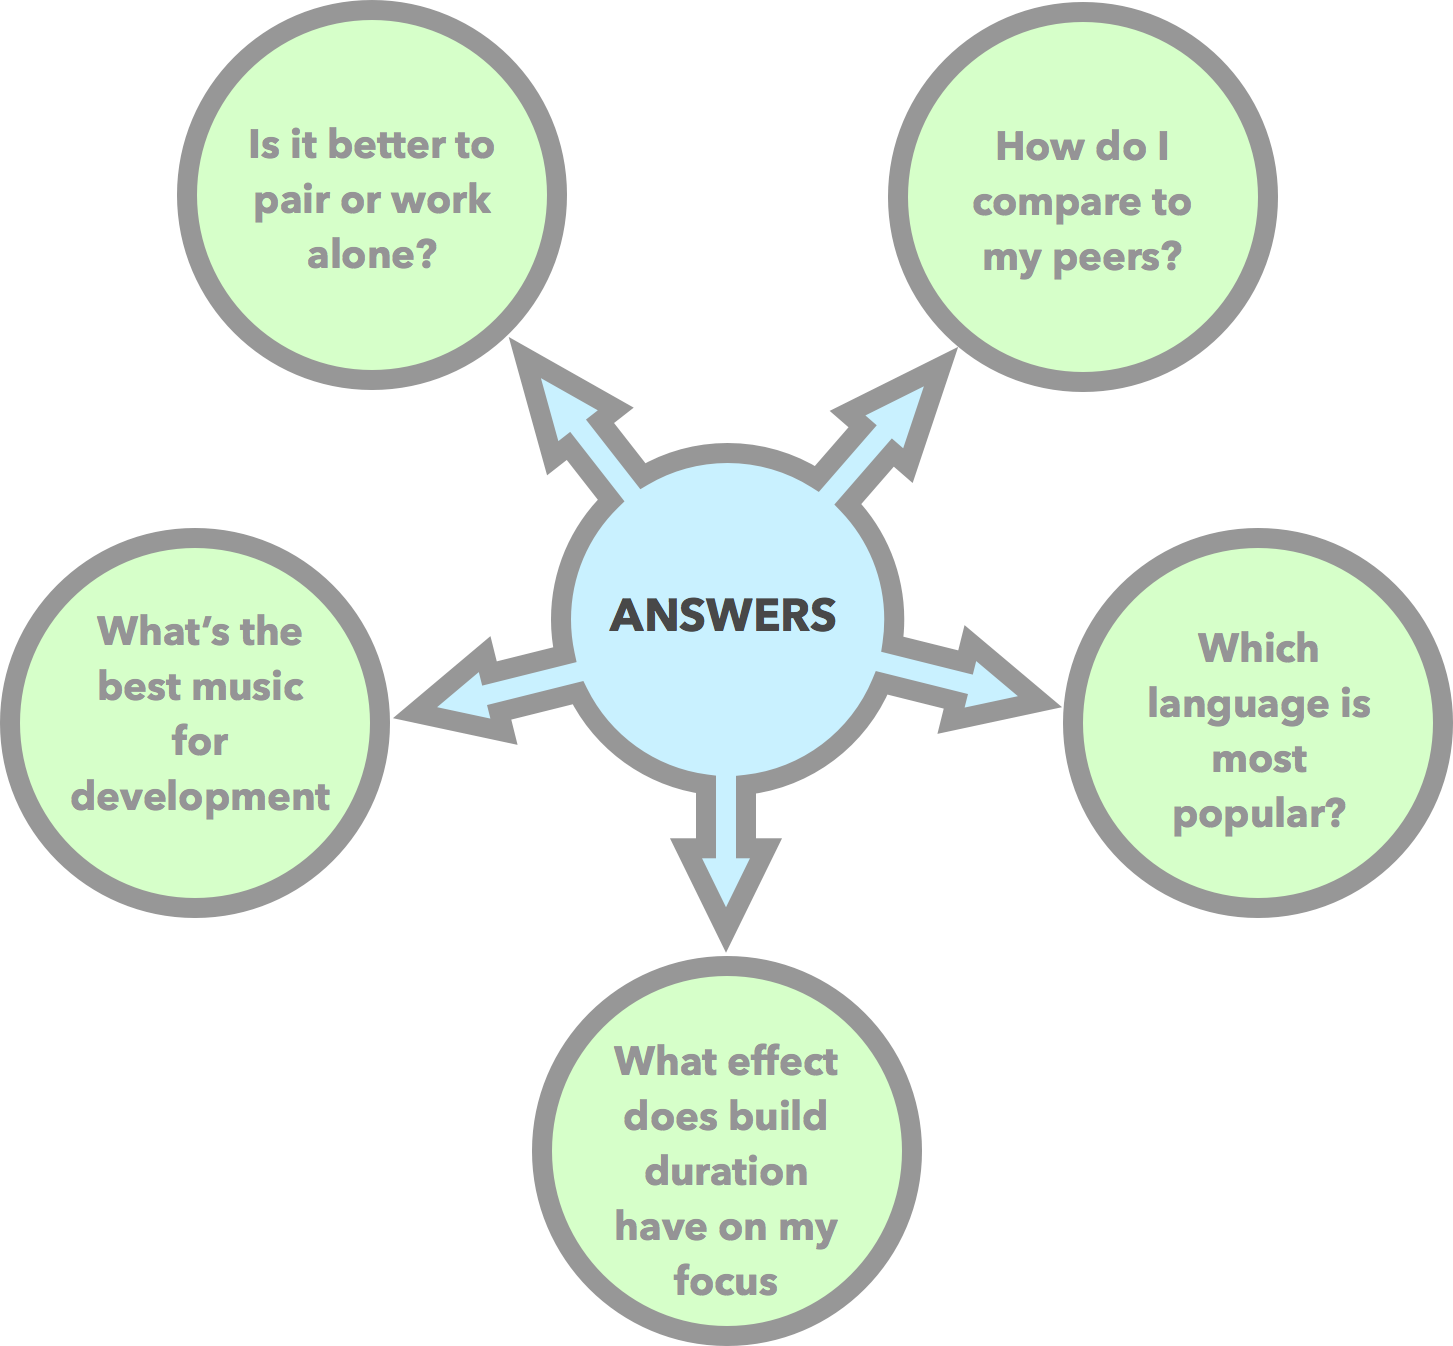 Is it better to
pair or work
alone?
How do I
compare to
my peers?
ANSWERS
What’s the
best music
for
development
Which
language is
most
popular?
What effect
does build
duration
have on my
focus